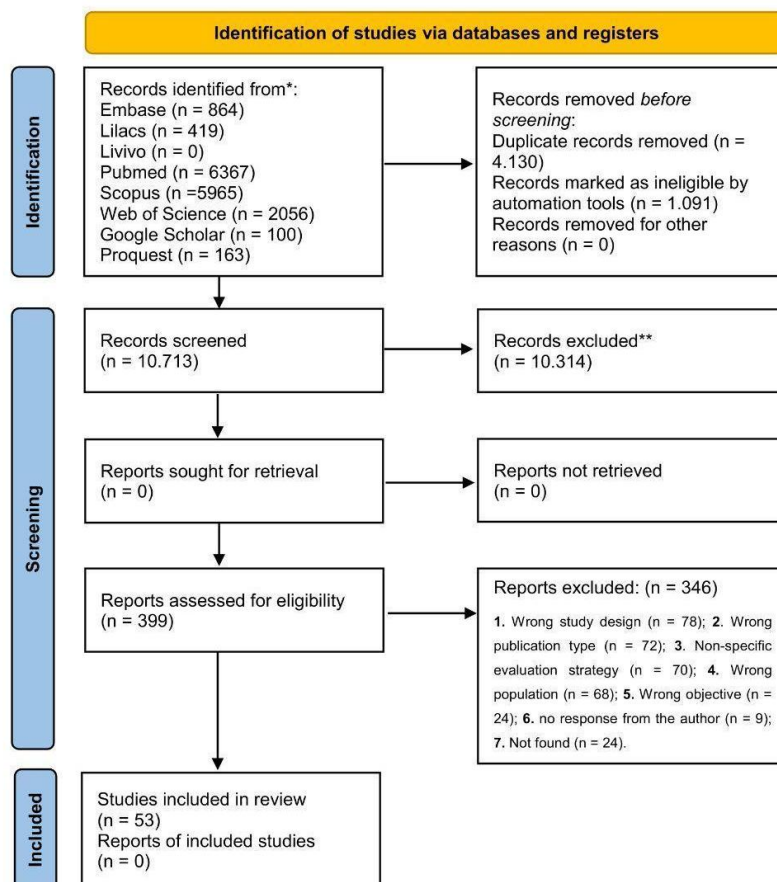 Identification of studies via databases and registers
Identification
Records identified from*:
Embase (n = 864)
Lilacs (n = 419)
Livivo (n = 0)
Pubmed (n = 6367)
Scopus (n =5965)
Web of Science (n = 2056)
Google Scholar (n = 100)
Proquest (n = 163)
Records removed before
screening:
Duplicate records removed (n =
4.130)
Records marked as ineligible by
automation tools (n = 1.091)
Records removed for other
reasons (n = 0)
Screening
Records screened
(n = 10.713)
Records excluded**
(n = 10.314)
Reports sought for retrieval
(n = 0)
Reports not retrieved
(n = 0)
Reports assessed for eligibility
(n = 399)
Reports excluded: (n = 346)
1. Wrong study design (n = 78); 2. Wrong
publication type (n = 72); 3. Non-specific
evaluation strategy (n = 70); 4. Wrong
population (n = 68); 5. Wrong objective (n =
24); 6. no response from the author (n = 9);
7. Not found (n = 24).
Included
Studies included in review
(n = 53)
Reports of included studies
(n = 0)